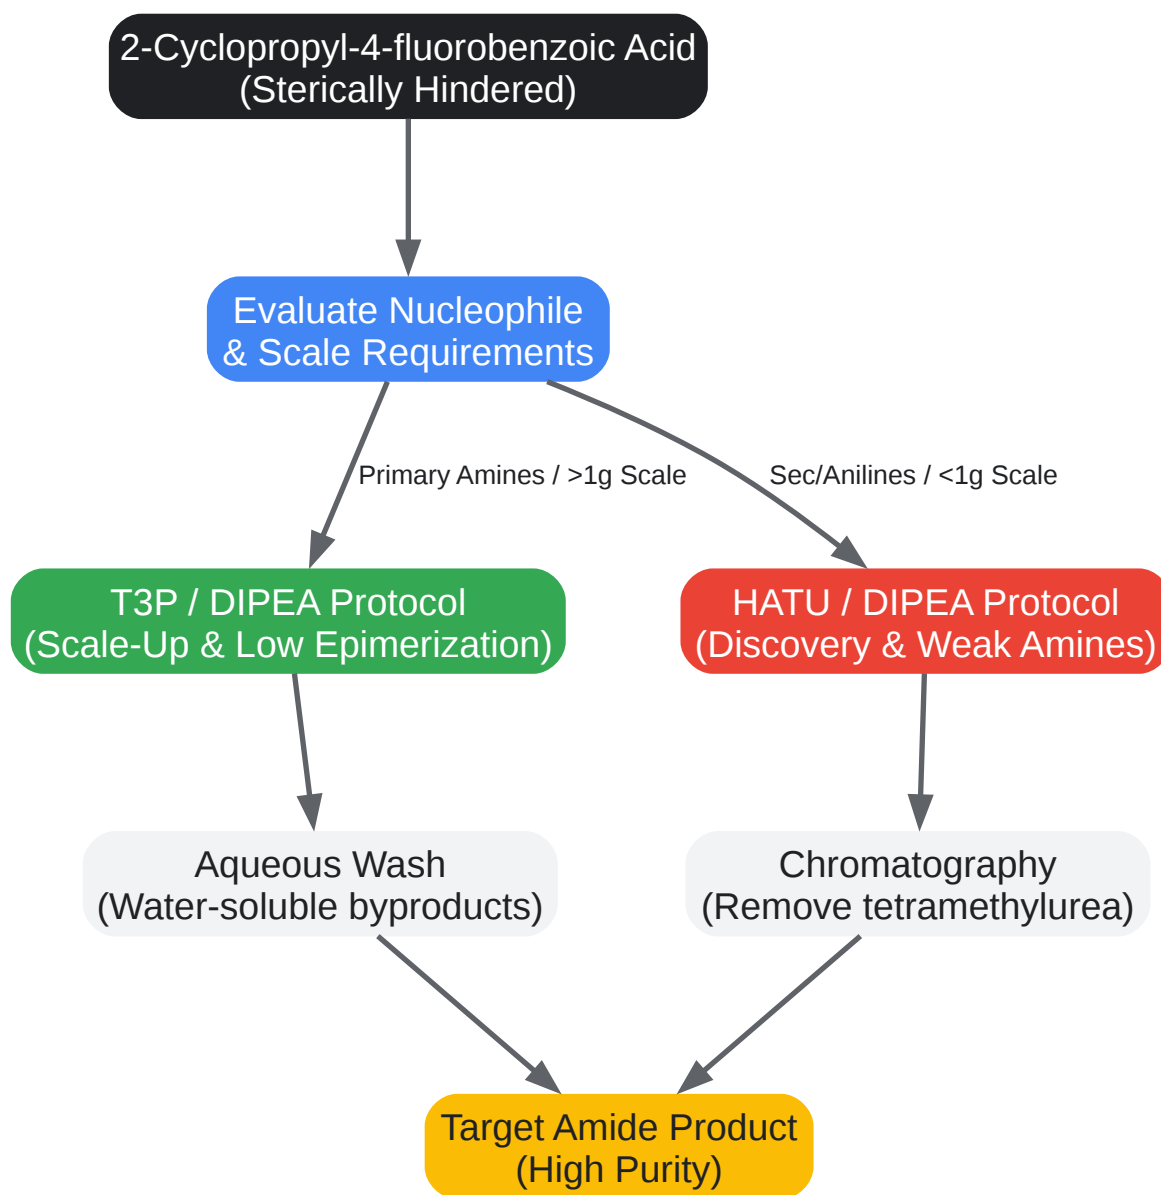 2-Cyclopropyl-4-fluorobenzoic Acid
(Sterically Hindered)
Evaluate Nucleophile
& Scale Requirements
Primary Amines / >1g Scale
Sec/Anilines / <1g Scale
T3P / DIPEA Protocol
(Scale-Up & Low Epimerization)
HATU / DIPEA Protocol
(Discovery & Weak Amines)
Aqueous Wash
(Water-soluble byproducts)
Chromatography
(Remove tetramethylurea)
Target Amide Product
(High Purity)